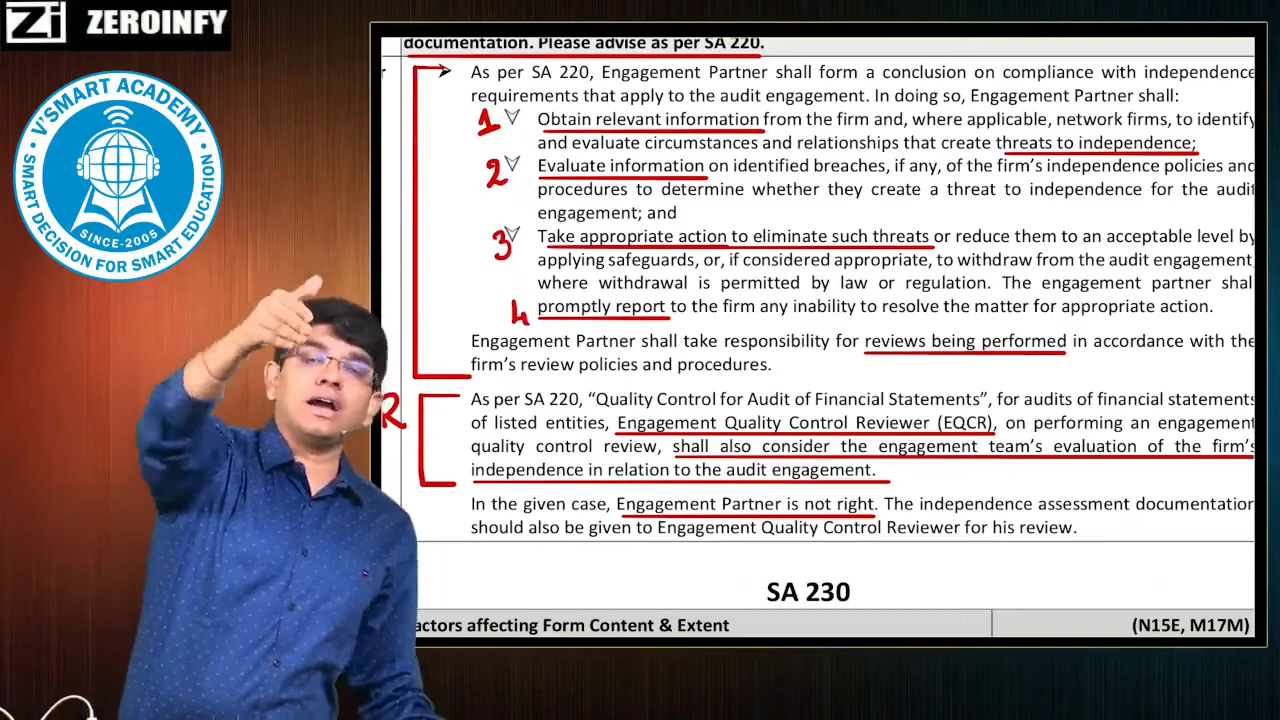 Zi ZEROINFY
V'SMART ACADEMY
SINCE-2005
SMART DECISION FOR SMART EDUCATION
documentation. Please advise as per SA 220.
As per SA 220, Engagement Partner shall form a conclusion on compliance with independence
requirements that apply to the audit engagement. In doing so, Engagement Partner shall:
1 Obtain relevant information from the firm and, where applicable, network firms, to identify
and evaluate circumstances and relationships that create threats to independence;
2 Evaluate information on identified breaches, if any, of the firm's independence policies and
procedures to determine whether they create a threat to independence for the audit
engagement; and
3 Take appropriate action to eliminate such threats or reduce them to an acceptable level by
applying safeguards, or, if considered appropriate, to withdraw from the audit engagement,
where withdrawal is permitted by law or regulation. The engagement partner shal
4 promptly report to the firm any inability to resolve the matter for appropriate action.
Engagement Partner shall take responsibility for reviews being performed in accordance with the
firm's review policies and procedures.
R As per SA 220, “Quality Control for Audit of Financial Statements”, for audits of financial statements
of listed entities, Engagement Quality Control Reviewer (EQCR), on performing an engagement
quality control review, shall also consider the engagement team's evaluation of the firm's
independence in relation to the audit engagement.
In the given case, Engagement Partner is not right. The independence assessment documentation
should also be given to Engagement Quality Control Reviewer for his review.
SA 230
actors affecting Form Content & Extent (N15E, M17M)